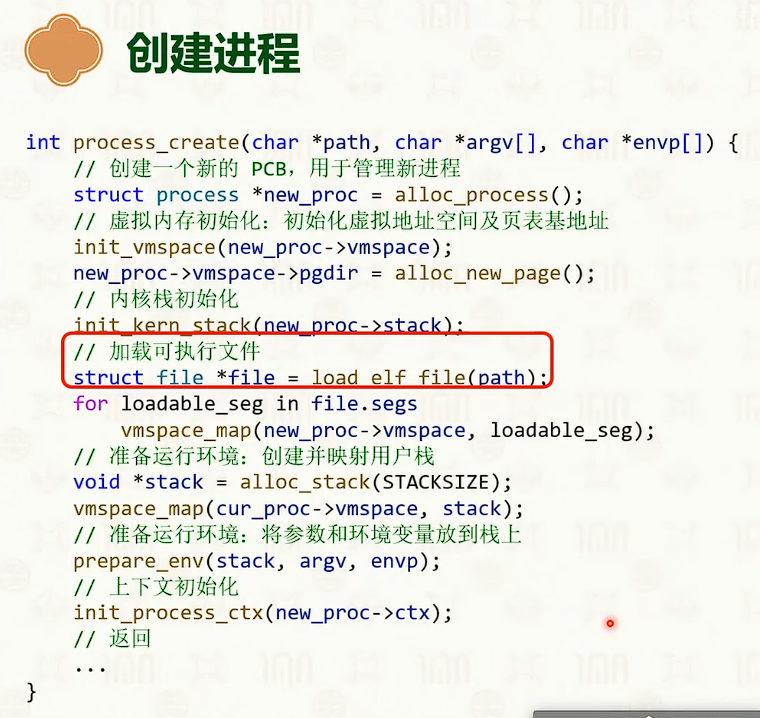 创建进程
int process_create(char *path, char *argv[], char *envp[]) {
    // 创建一个新的 PCB，用于管理新进程
    struct process *new_proc = alloc_process();
    // 虚拟内存初始化：初始化虚拟地址空间及页表基地址
    init_vmspace(new_proc->vmspace);
    new_proc->vmspace->pgdir = alloc_new_page();
    // 内核栈初始化
    init_kern_stack(new_proc->stack);
    // 加载可执行文件
    struct file *file = load_elf_file(path);
    for loadable_seg in file.segs
        vmspace_map(new_proc->vmspace, loadable_seg);
    // 准备运行环境：创建并映射用户栈
    void *stack = alloc_stack(STACKSIZE);
    vmspace_map(cur_proc->vmspace, stack);
    // 准备运行环境：将参数和环境变量放到栈上
    prepare_env(stack, argv, envp);
    // 上下文初始化
    init_process_ctx(new_proc->ctx);
    // 返回
    ...
}